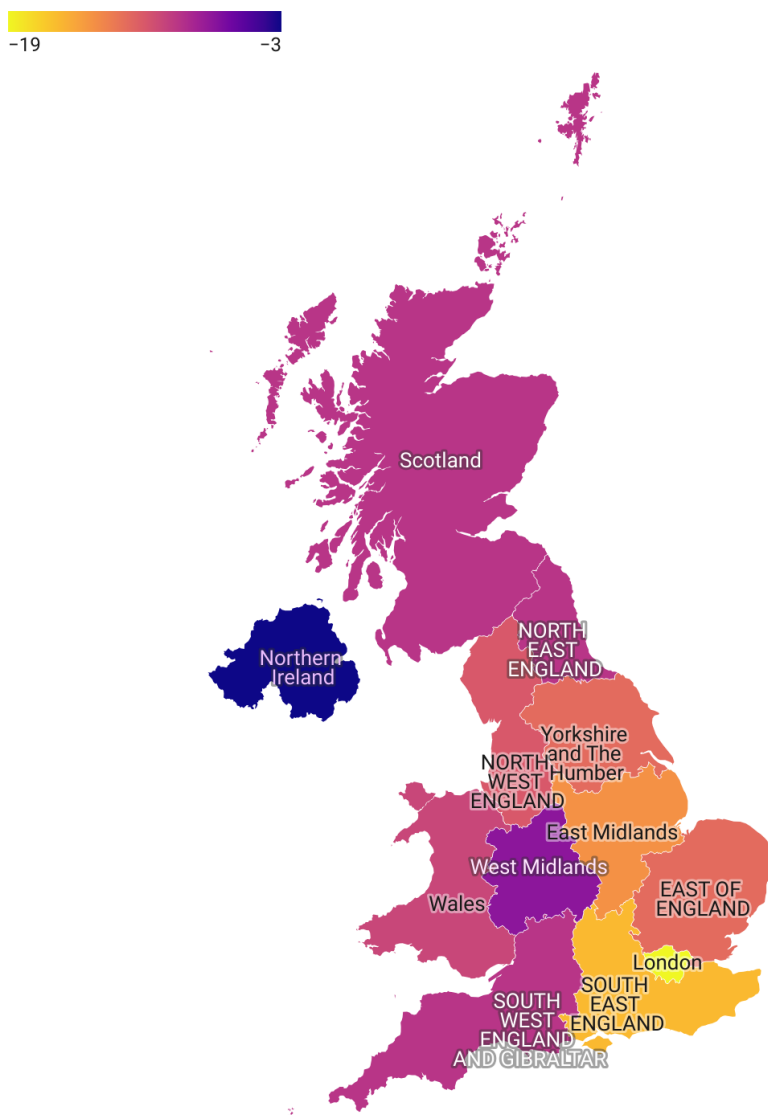 −19
−3
Scotland
NORTH
EAST
ENGLAND
Northern
Ireland
Yorkshire
and The
Humber
NORTH
WEST
ENGLAND
East Midlands
West Midlands
EAST OF
ENGLAND
Wales
London
SOUTH
EAST
ENGLAND
SOUTH
WEST
ENGLAND
AND GIBRALTAR